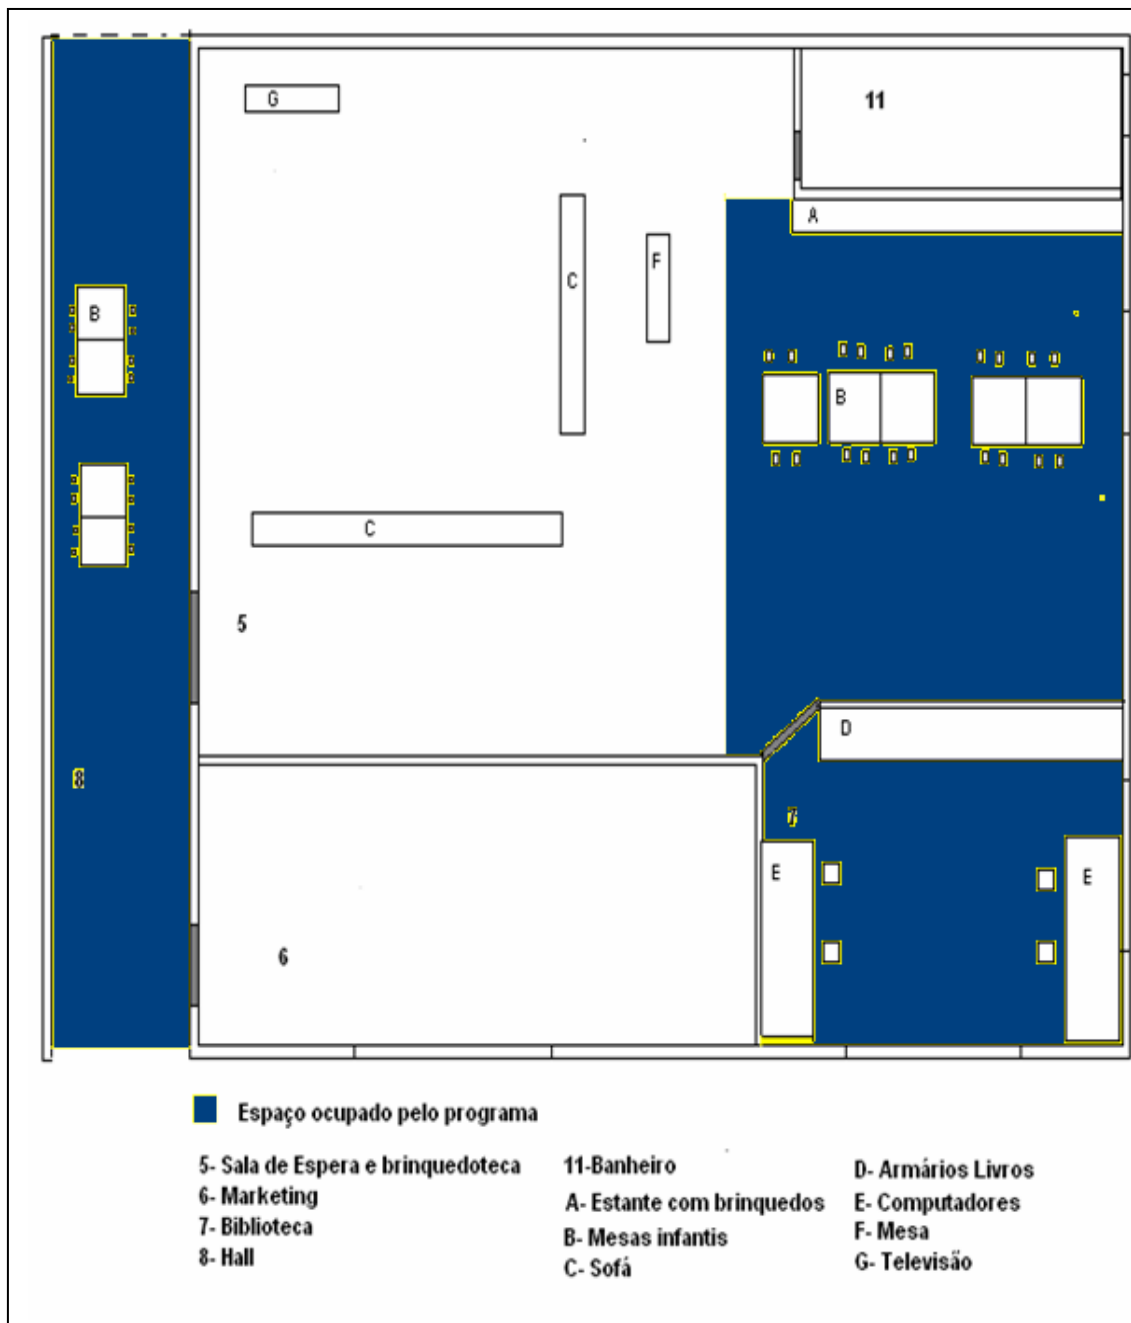 G
11
A
F
C
B
B
C
5
D
8
7
E
E
6
Espaço ocupado pelo programa
5- Sala de Espera e brinquedoteca
6- Marketing
7- Biblioteca
8- Hall
11-Banheiro
A- Estante com brinquedos
B- Mesas infantis
C- Sofá
D- Armários Livros
E- Computadores
F- Mesa
G- Televisão